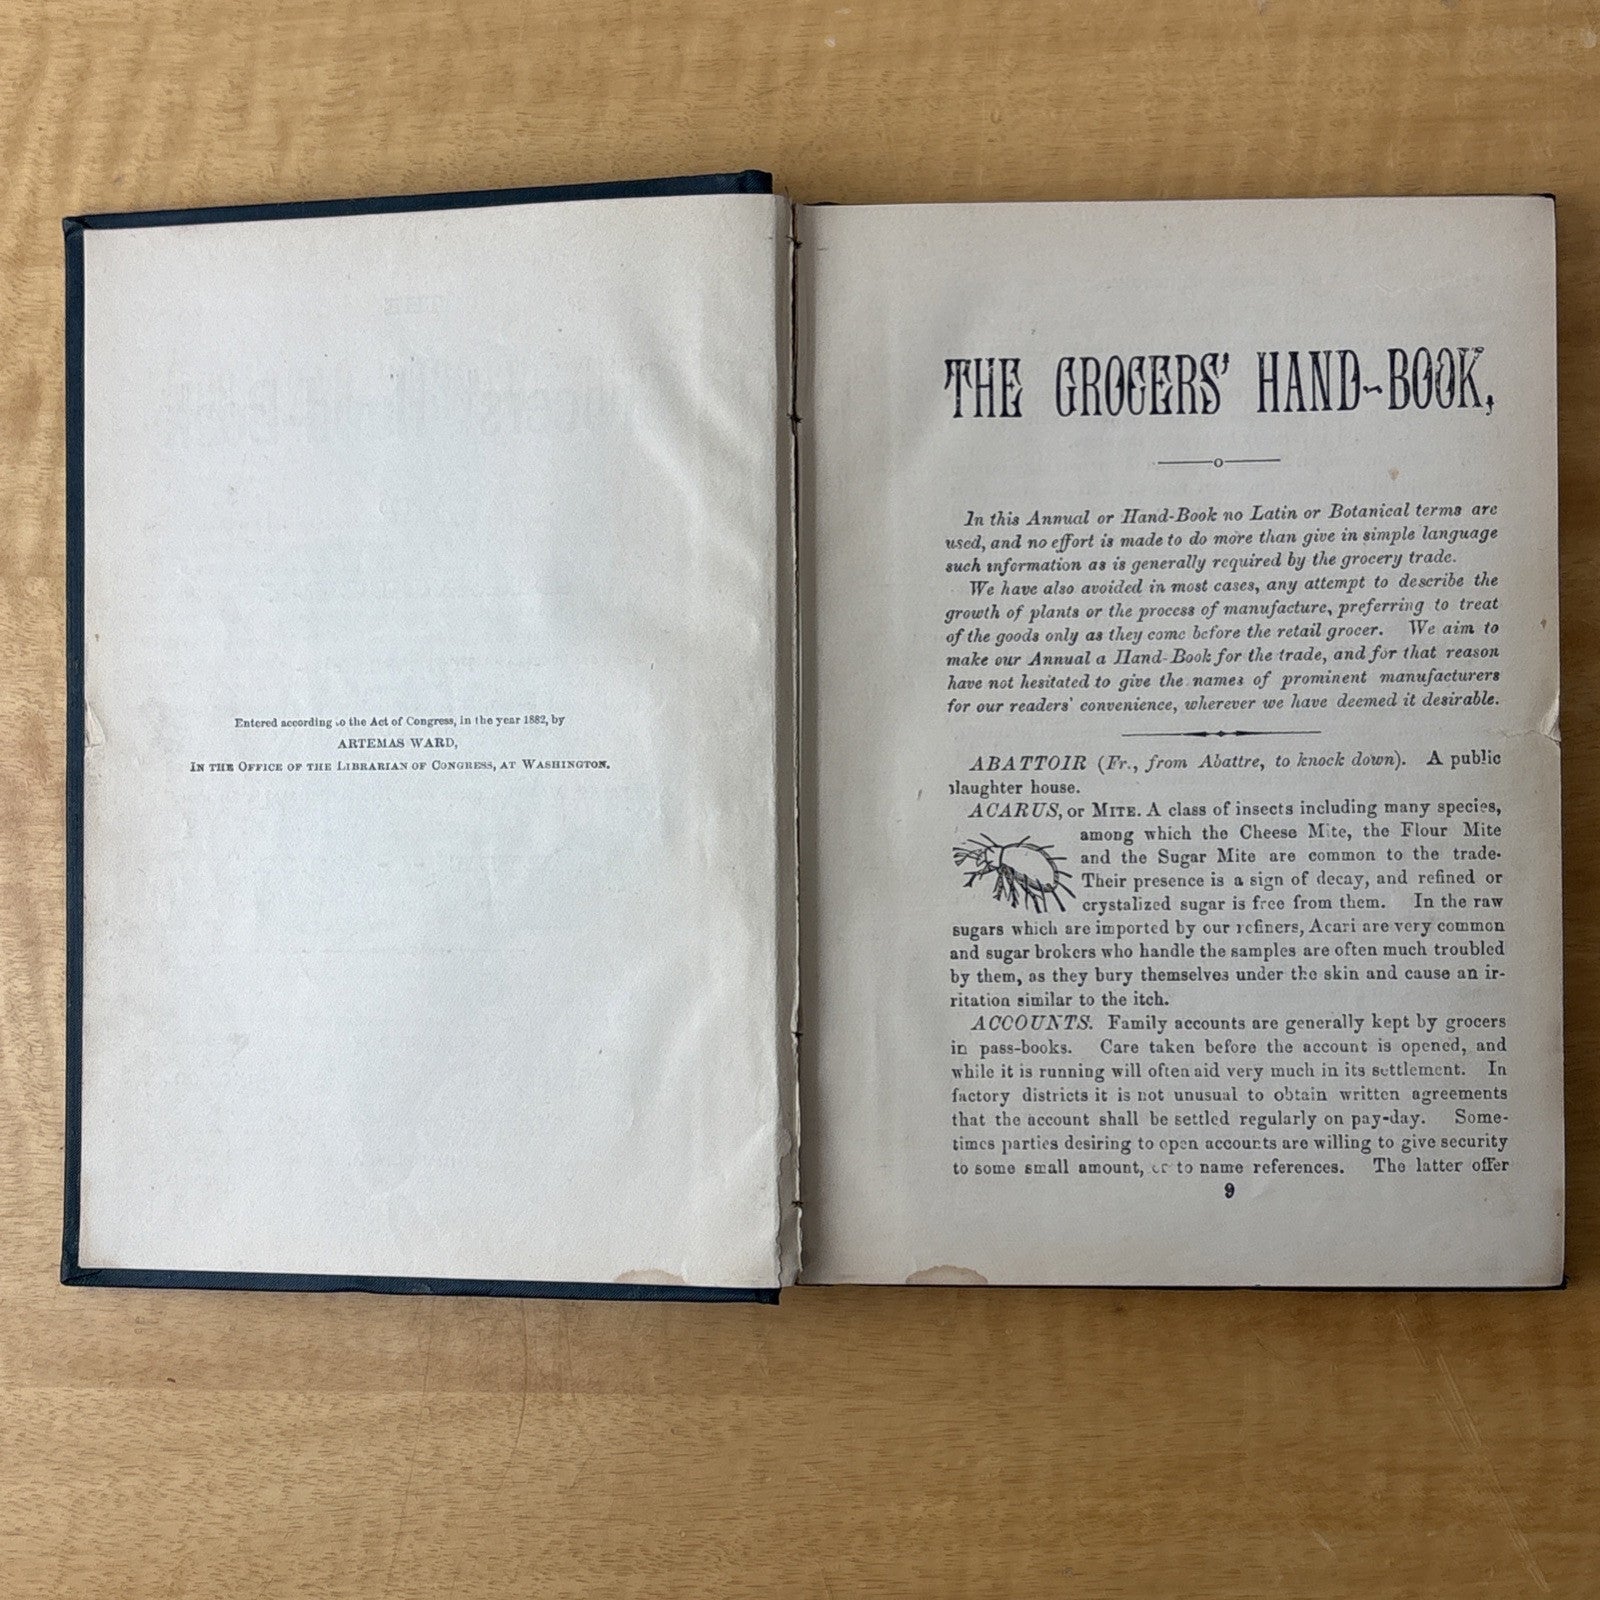 Entered according to the Act of Congress, in the year 1882, by
ARTEMAS WARD,
IN THE OFFICE OF THE LIBRARIAN OF CONGRESS, AT WASHINGTON.
THE GROCERS' HAND-BOOK,
In this Annual or Hand-Book no Latin or Botanical terms are
used, and no effort is made to do more than give in simple language
such information as is generally required by the grocery trade.
We have also avoided in most cases, any attempt to describe the
growth of plants or the process of manufacture, preferring to treat
of the goods only as they come before the retail grocer. We aim to
make our Annual a Hand-Book for the trade, and for that reason
have not hesitated to give the names of prominent manufacturers
for our readers' convenience, wherever we have deemed it desirable.
ABATTOIR (Fr., from Abattre, to knock down). A public
slaughter house.
ACARUS, or MITE. A class of insects including many species,
among which the Cheese Mite, the Flour Mite
and the Sugar Mite are common to the trade.
Their presence is a sign of decay, and refined or
crystalized sugar is free from them. In the raw
sugars which are imported by our refiners, Acari are very common
and sugar brokers who handle the samples are often much troubled
by them, as they bury themselves under the skin and cause an ir-
ritation similar to the itch.
ACCOUNTS. Family accounts are generally kept by grocers
in pass-books. Care taken before the account is opened, and
while it is running will often aid very much in its settlement. In
factory districts it is not unusual to obtain written agreements
that the account shall be settled regularly on pay-day. Some-
times parties desiring to open accounts are willing to give security
to some small amount, or to name references. The latter offer
9